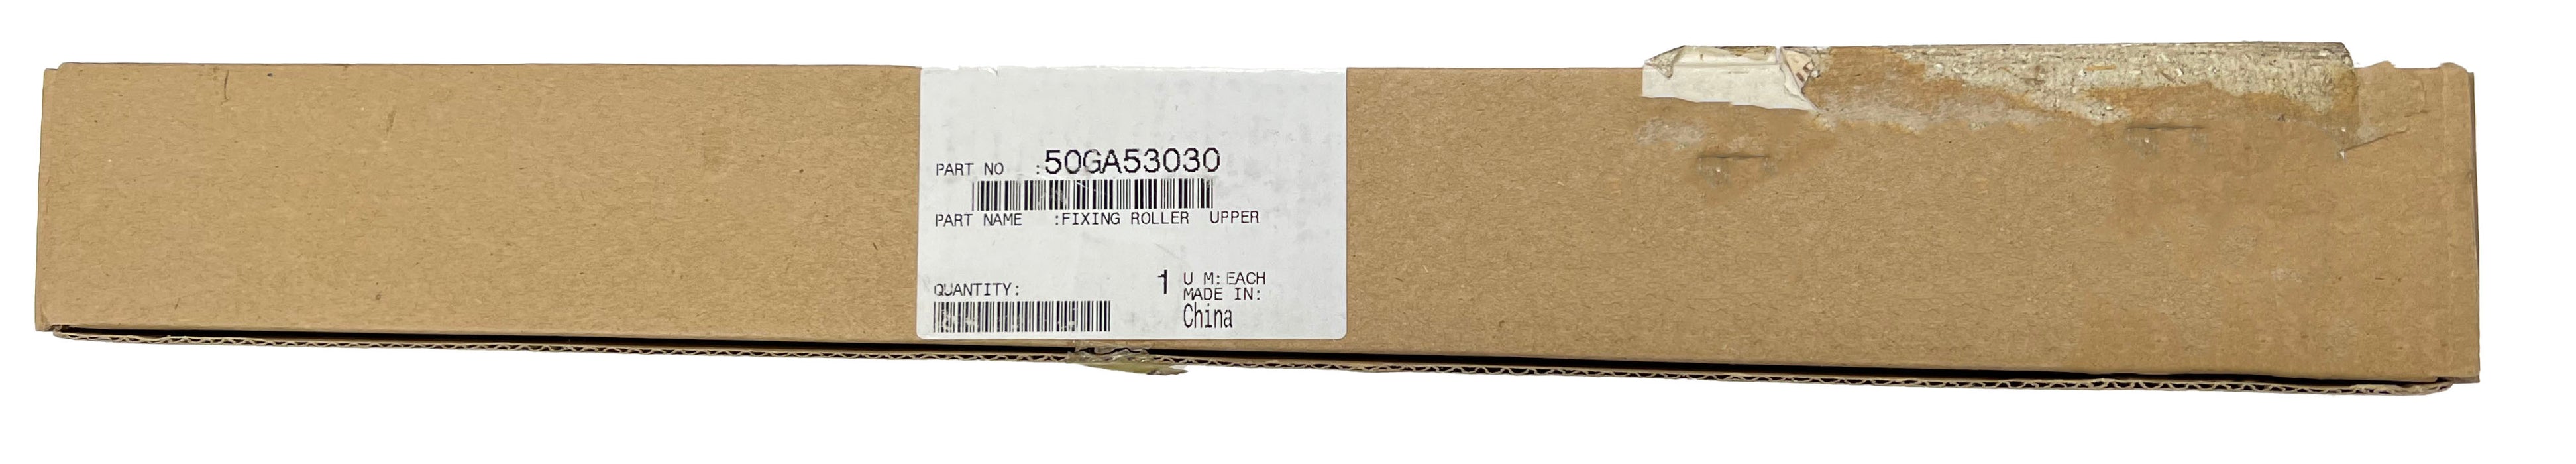 PART NO :50GA53030
PART NAME :FIXING ROLLER UPPER
QUANTITY: 1 U M: EACH
MADE IN:
China